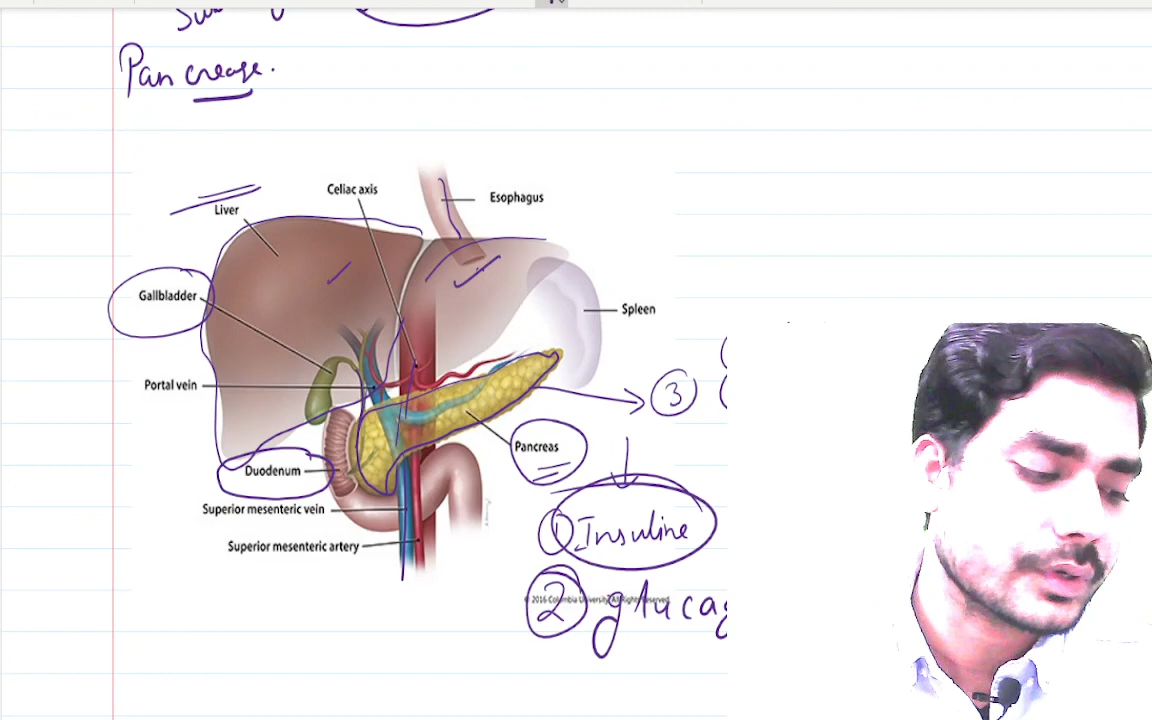 Pancrease.
Celiac axis
Esophagus
Liver
Gallbladder
Spleen
Portal vein
3
Pancreas
Duodenum
Superior mesenteric vein
1 Insuline
Superior mesenteric artery
2 glucag
© 2016 Columbia University. All Rights Reserved.